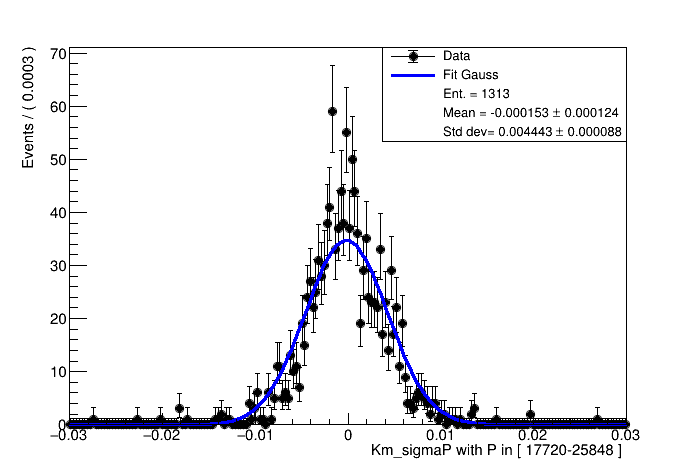 Events / ( 0.0003 )
70
60
50
40
30
20
10
0
Data
Fit Gauss
Ent. = 1313
Mean = -0.000153 ± 0.000124
Std dev= 0.004443 ± 0.000088
−0.03 −0.02 −0.01 0 0.01 0.02 0.03
Km_sigmaP with P in [ 17720-25848 ]